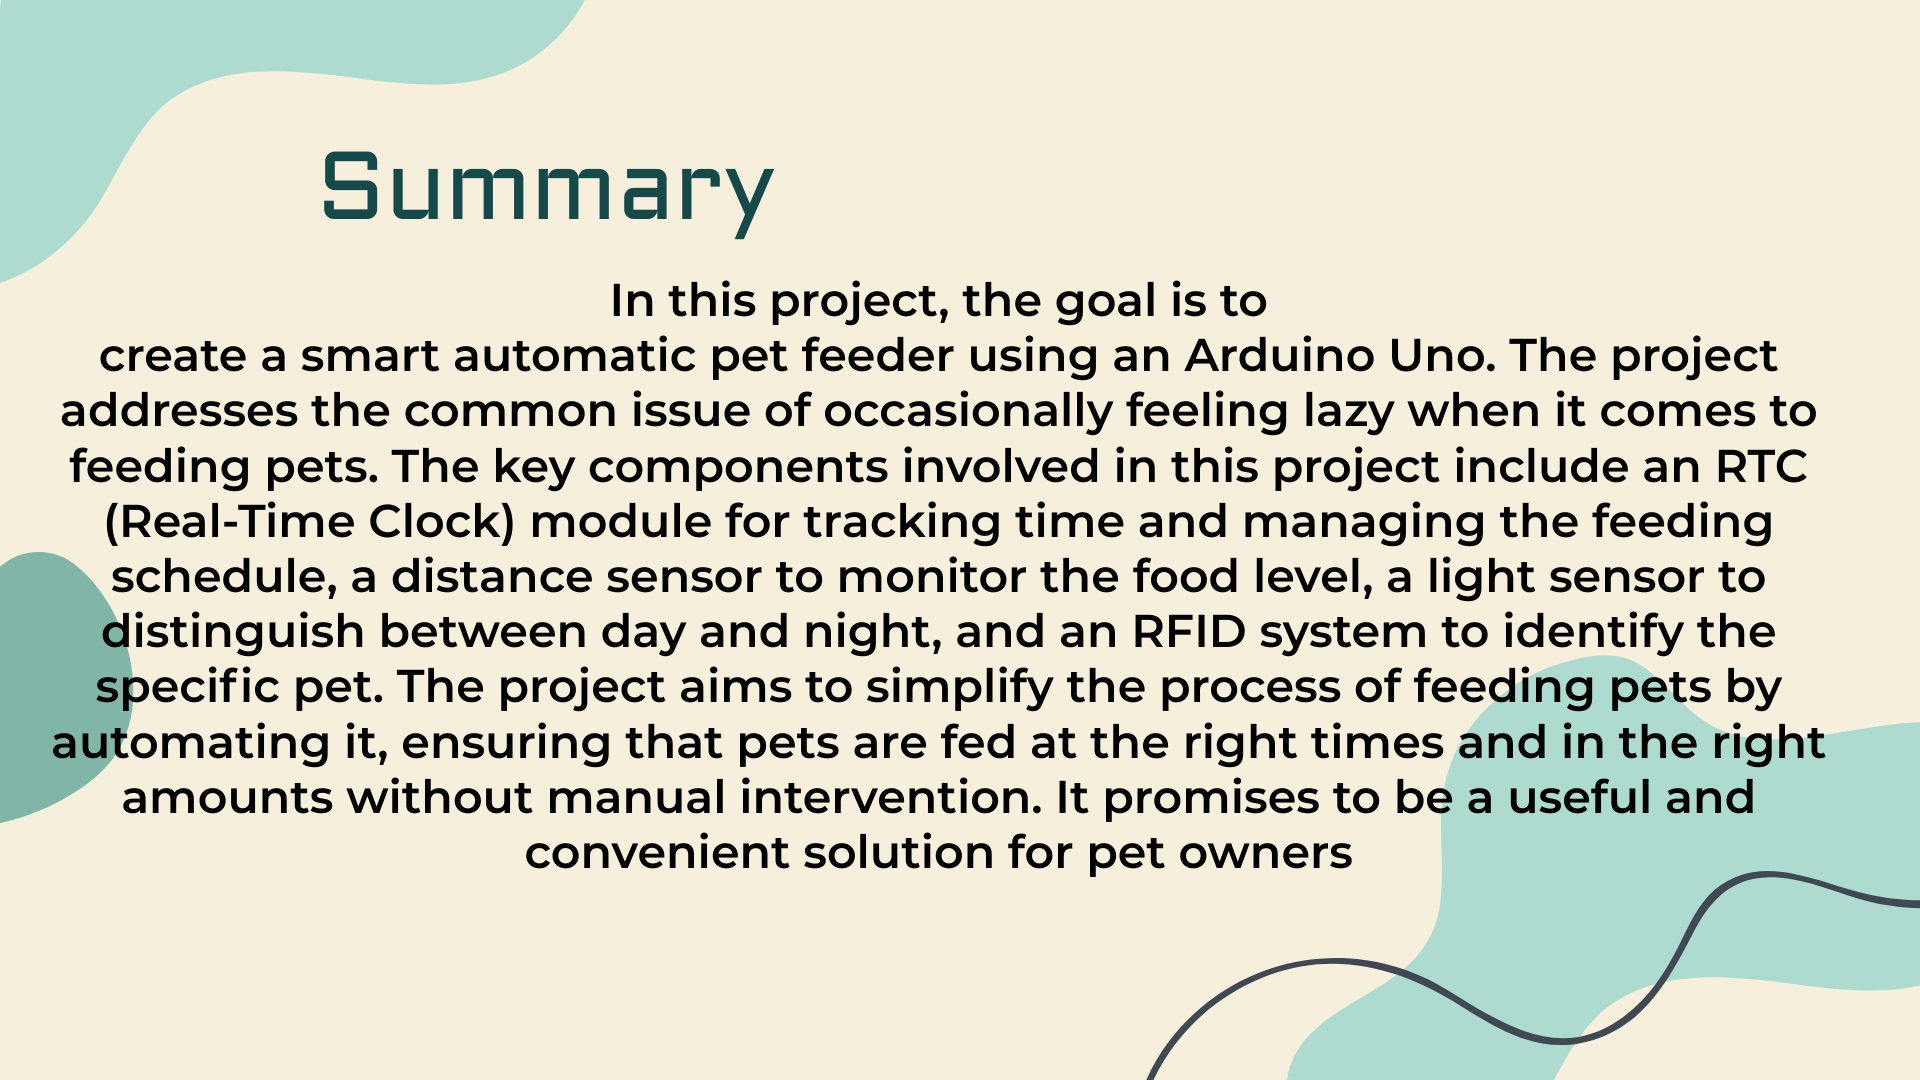 Summary
In this project, the goal is to
create a smart automatic pet feeder using an Arduino Uno. The project
addresses the common issue of occasionally feeling lazy when it comes to
feeding pets. The key components involved in this project include an RTC
(Real-Time Clock) module for tracking time and managing the feeding
schedule, a distance sensor to monitor the food level, a light sensor to
distinguish between day and night, and an RFID system to identify the
specific pet. The project aims to simplify the process of feeding pets by
automating it, ensuring that pets are fed at the right times and in the right
amounts without manual intervention. It promises to be a useful and
convenient solution for pet owners